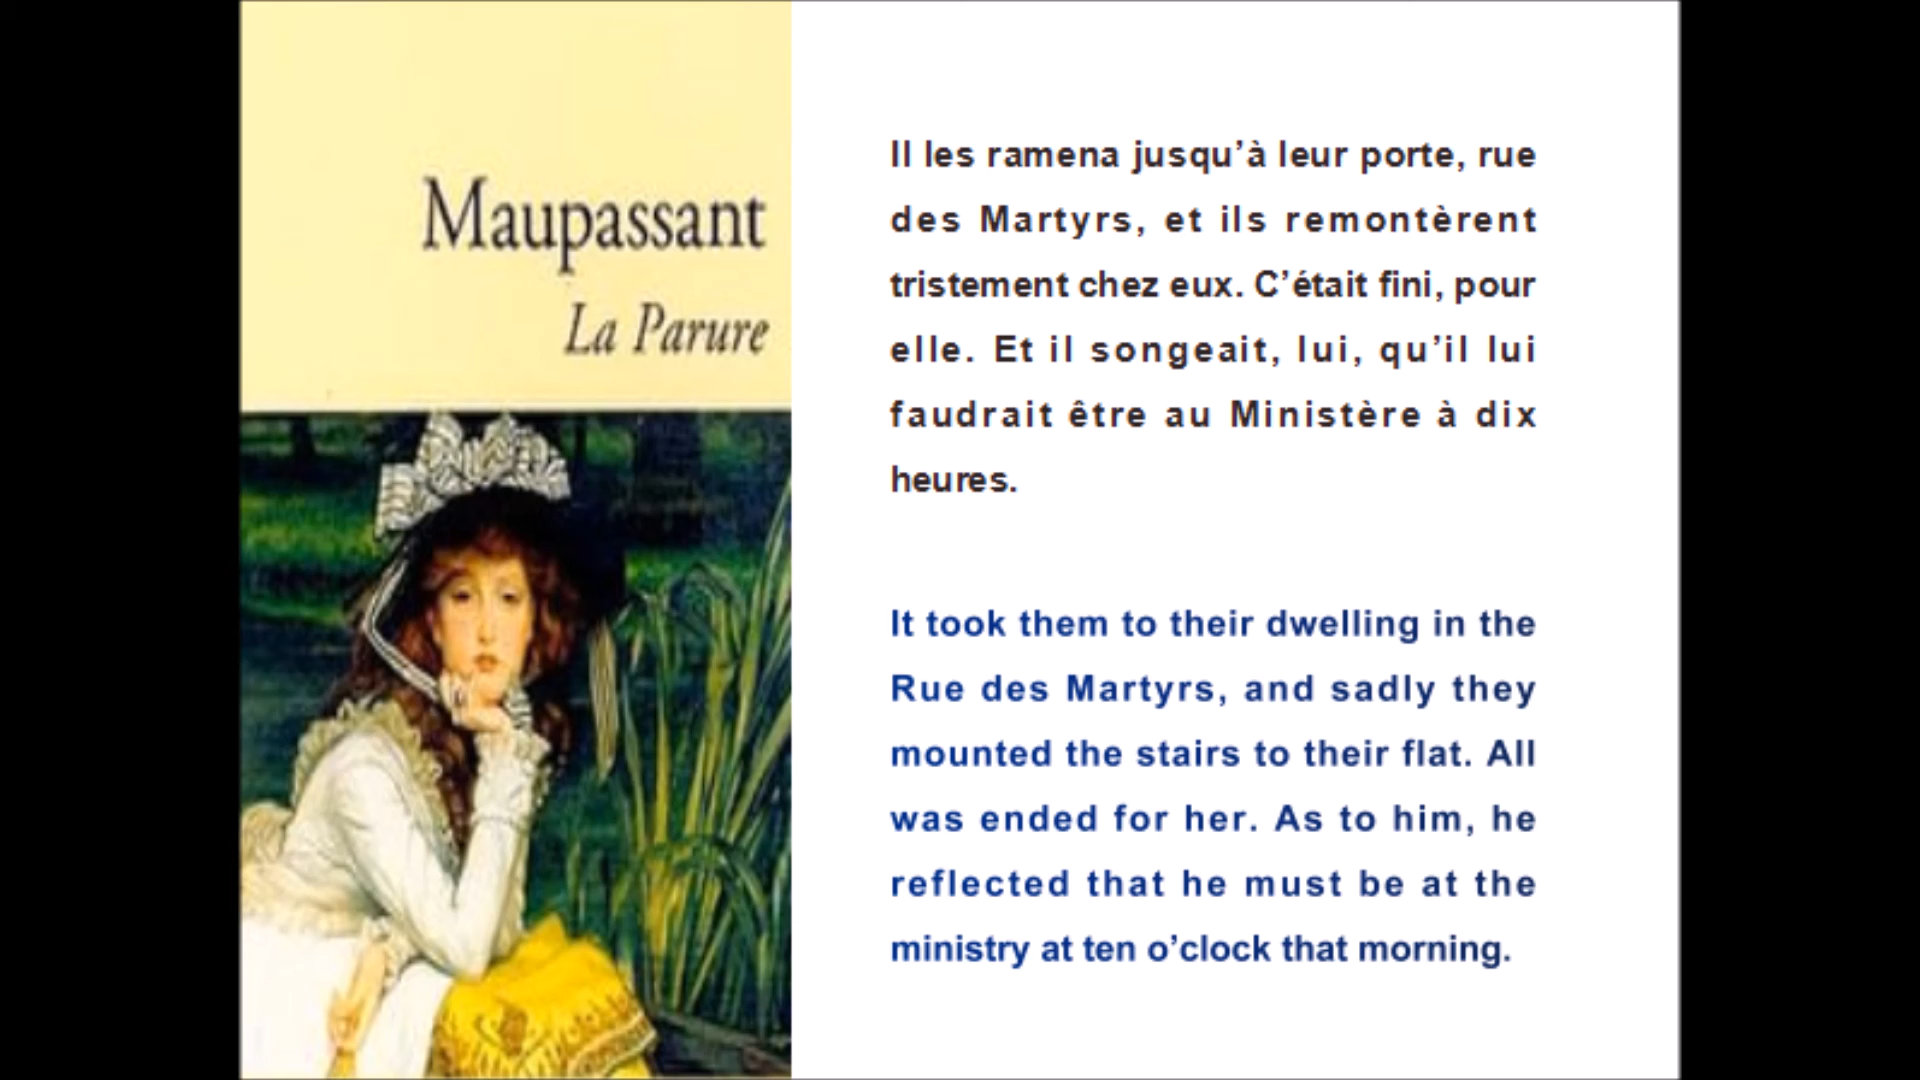 Maupassant
La Parure
Il les ramena jusqu’à leur porte, rue
des Martyrs, et ils remontèrent
tristement chez eux. C’était fini, pour
elle. Et il songeait, lui, qu’il lui
faudrait être au Ministère à dix
heures.
It took them to their dwelling in the
Rue des Martyrs, and sadly they
mounted the stairs to their flat. All
was ended for her. As to him, he
reflected that he must be at the
ministry at ten o’clock that morning.